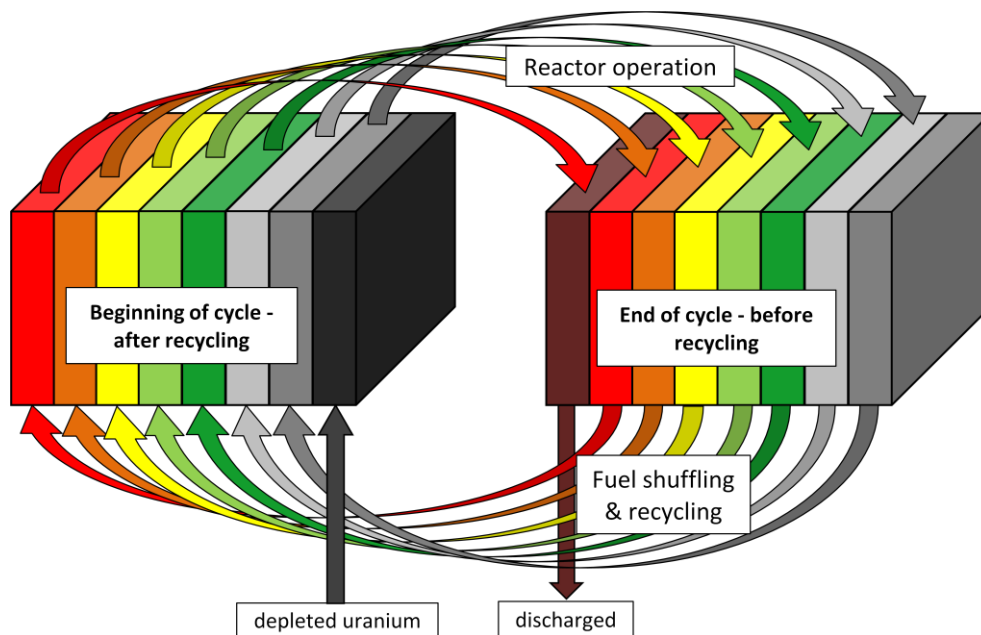 Reactor operation
Beginning of cycle -
after recycling
End of cycle - before
recycling
Fuel shuffling
& recycling
depleted uranium
discharged